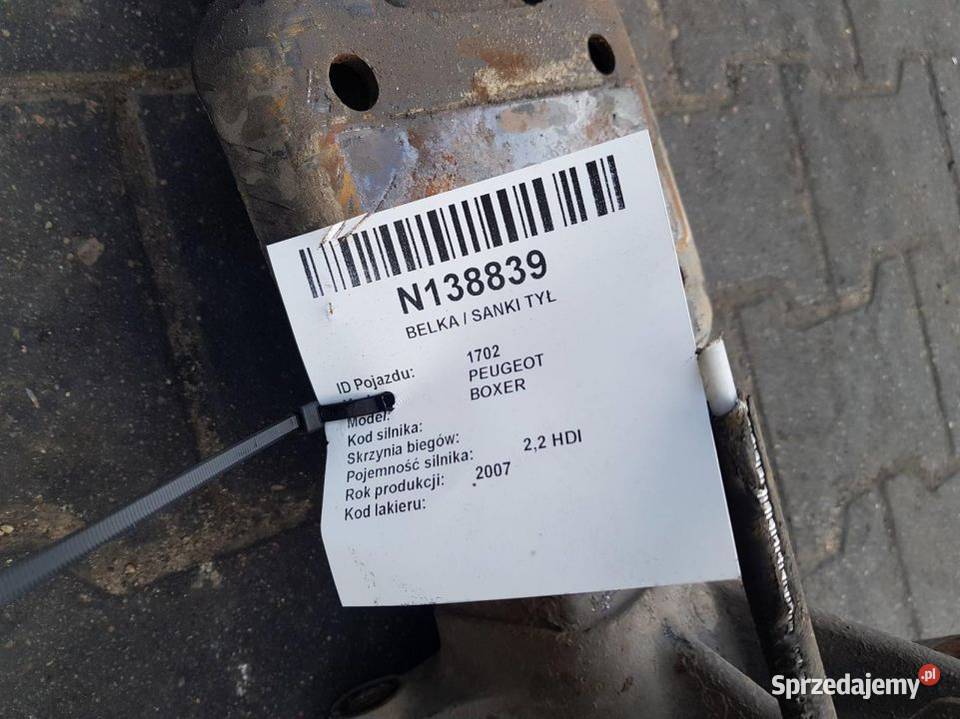 N138839
BELKA / SANKI TYŁ
ID Pojazdu: 1702
PEUGEOT
Model: BOXER
Kod silnika:
Skrzynia biegów:
Pojemność silnika: 2,2 HDI
Rok produkcji: 2007
Kod lakieru:
Sprzedajemy.pl